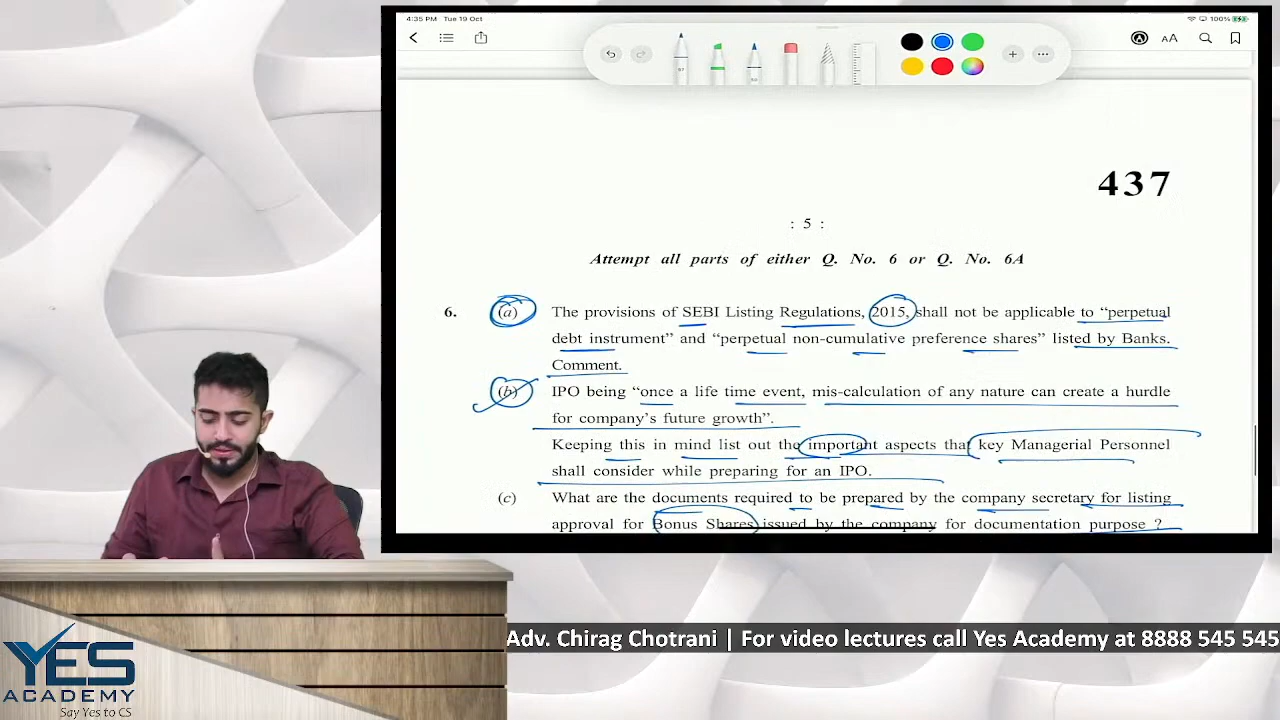 4:35 PM Tue 19 Oct
100%
AA
437
: 5 :
Attempt all parts of either Q. No. 6 or Q. No. 6A
6. (a) The provisions of SEBI Listing Regulations, 2015, shall not be applicable to “perpetual
debt instrument” and “perpetual non-cumulative preference shares” listed by Banks.
Comment.
(b) IPO being “once a life time event, mis-calculation of any nature can create a hurdle
for company’s future growth”.
Keeping this in mind list out the important aspects that key Managerial Personnel
shall consider while preparing for an IPO.
(c) What are the documents required to be prepared by the company secretary for listing
approval for Bonus Shares issued by the company for documentation purpose ?
Adv. Chirag Chotrani | For video lectures call Yes Academy at 8888 545 545
YES
ACADEMY
Say Yes to CS